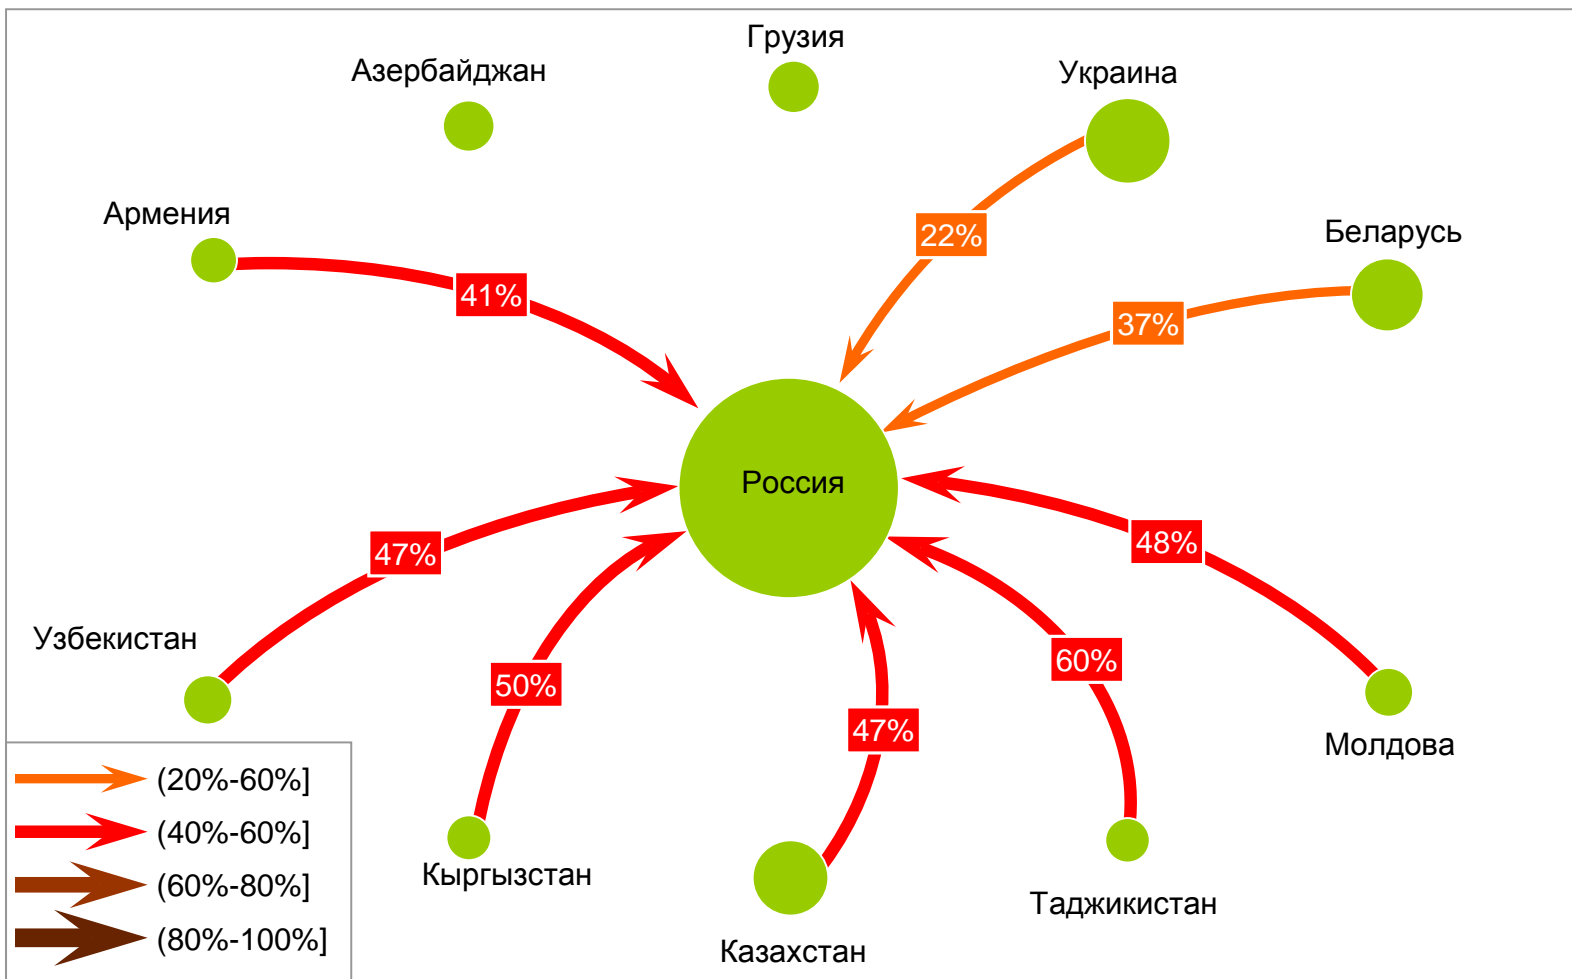 Грузия
Азербайджан
Украина
Армения
Беларусь
22%
41%
37%
Россия
47%
48%
Узбекистан
50%
60%
47%
Молдова
(20%-60%]
(40%-60%]
Кыргызстан
(60%-80%]
Таджикистан
(80%-100%]
Казахстан